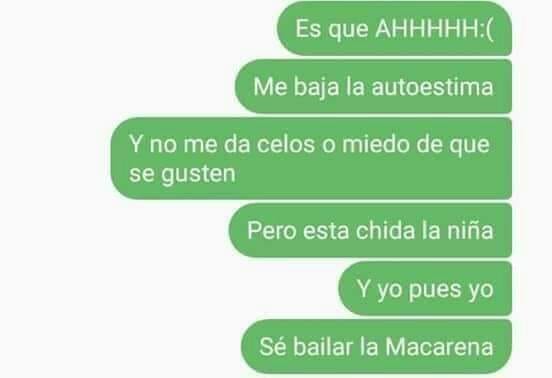 Es que AHHHHH:(
Me baja la autoestima
Y no me da celos o miedo de que
se gusten
Pero esta chida la niña
Y yo pues yo
Sé bailar la Macarena